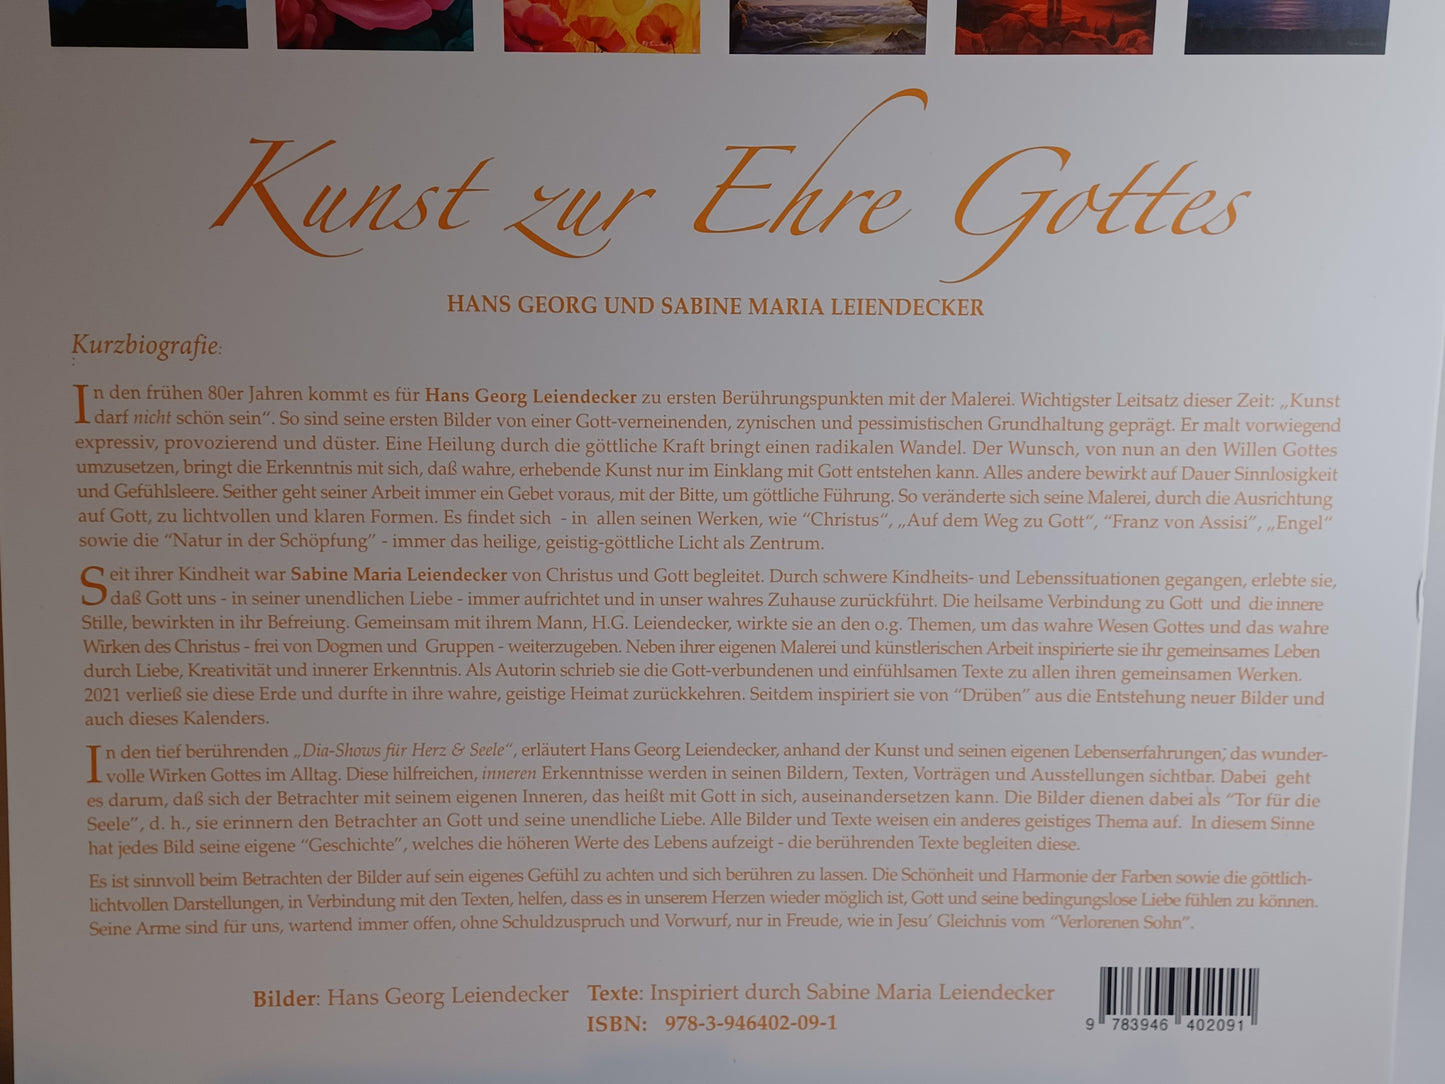 Kunst zur Ehre Gottes
HANS GEORG UND SABINE MARIA LEIENDECKER
Kurzbiografie:
In den frühen 80er Jahren kommt es für Hans Georg Leiendecker zu ersten Berührungspunkten mit der Malerei. Wichtigster Leitsatz dieser Zeit: „Kunst
darf nicht schön sein“. So sind seine ersten Bilder von einer Gott-verneinenden, zynischen und pessimistischen Grundhaltung geprägt. Er malt vorwiegend
expressiv, provozierend und düster. Eine Heilung durch die göttliche Kraft bringt einen radikalen Wandel. Der Wunsch, von nun an den Willen Gottes
umzusetzen, bringt die Erkenntnis mit sich, daß wahre, erhebende Kunst nur im Einklang mit Gott entstehen kann. Alles andere bewirkt auf Dauer Sinnlosigkeit
und Gefühlsleere. Seither geht seiner Arbeit immer ein Gebet voraus, mit der Bitte, um göttliche Führung. So veränderte sich seine Malerei, durch die Ausrichtung
auf Gott, zu lichtvollen und klaren Formen. Es findet sich - in allen seinen Werken, wie “Christus“, „Auf dem Weg zu Gott“, “Franz von Assisi”, „Engel“
sowie die “Natur in der Schöpfung” - immer das heilige, geistig-göttliche Licht als Zentrum.
Seit ihrer Kindheit war Sabine Maria Leiendecker von Christus und Gott begleitet. Durch schwere Kindheits- und Lebenssituationen gegangen, erlebte sie,
daß Gott uns - in seiner unendlichen Liebe - immer aufrichtet und in unser wahres Zuhause zurückführt. Die heilsame Verbindung zu Gott und die innere
Stille, bewirkten in ihr Befreiung. Gemeinsam mit ihrem Mann, H.G. Leiendecker, wirkte sie an den o.g. Themen, um das wahre Wesen Gottes und das wahre
Wirken des Christus - frei von Dogmen und Gruppen - weiterzugeben. Neben ihrer eigenen Malerei und künstlerischen Arbeit inspirierte sie ihr gemeinsames Leben
durch Liebe, Kreativität und innerer Erkenntnis. Als Autorin schrieb sie die Gott-verbundenen und einfühlsamen Texte zu allen ihren gemeinsamen Werken.
2021 verließ sie diese Erde und durfte in ihre wahre, geistige Heimat zurückkehren. Seitdem inspiriert sie von “Drüben” aus die Entstehung neuer Bilder und
auch dieses Kalenders.
In den tief berührenden „Dia-Shows für Herz & Seele“, erläutert Hans Georg Leiendecker, anhand der Kunst und seinen eigenen Lebenserfahrungen, das wunder-
volle Wirken Gottes im Alltag. Diese hilfreichen, inneren Erkenntnisse werden in seinen Bildern, Texten, Vorträgen und Ausstellungen sichtbar. Dabei geht
es darum, daß sich der Betrachter mit seinem eigenen Inneren, das heißt mit Gott in sich, auseinandersetzen kann. Die Bilder dienen dabei als “Tor für die
Seele”, d. h., sie erinnern den Betrachter an Gott und seine unendliche Liebe. Alle Bilder und Texte weisen ein anderes geistiges Thema auf. In diesem Sinne
hat jedes Bild seine eigene “Geschichte”, welches die höheren Werte des Lebens aufzeigt - die berührenden Texte begleiten diese.
Es ist sinnvoll beim Betrachten der Bilder auf sein eigenes Gefühl zu achten und sich berühren zu lassen. Die Schönheit und Harmonie der Farben sowie die göttlich-
lichtvollen Darstellungen, in Verbindung mit den Texten, helfen, dass es in unserem Herzen wieder möglich ist, Gott und seine bedingungslose Liebe fühlen zu können.
Seine Arme sind für uns, wartend immer offen, ohne Schuldzuspruch und Vorwurf, nur in Freude, wie in Jesu’ Gleichnis vom “Verlorenen Sohn”.
Bilder: Hans Georg Leiendecker Texte: Inspiriert durch Sabine Maria Leiendecker
ISBN: 978-3-946402-09-1
9 783946 402091